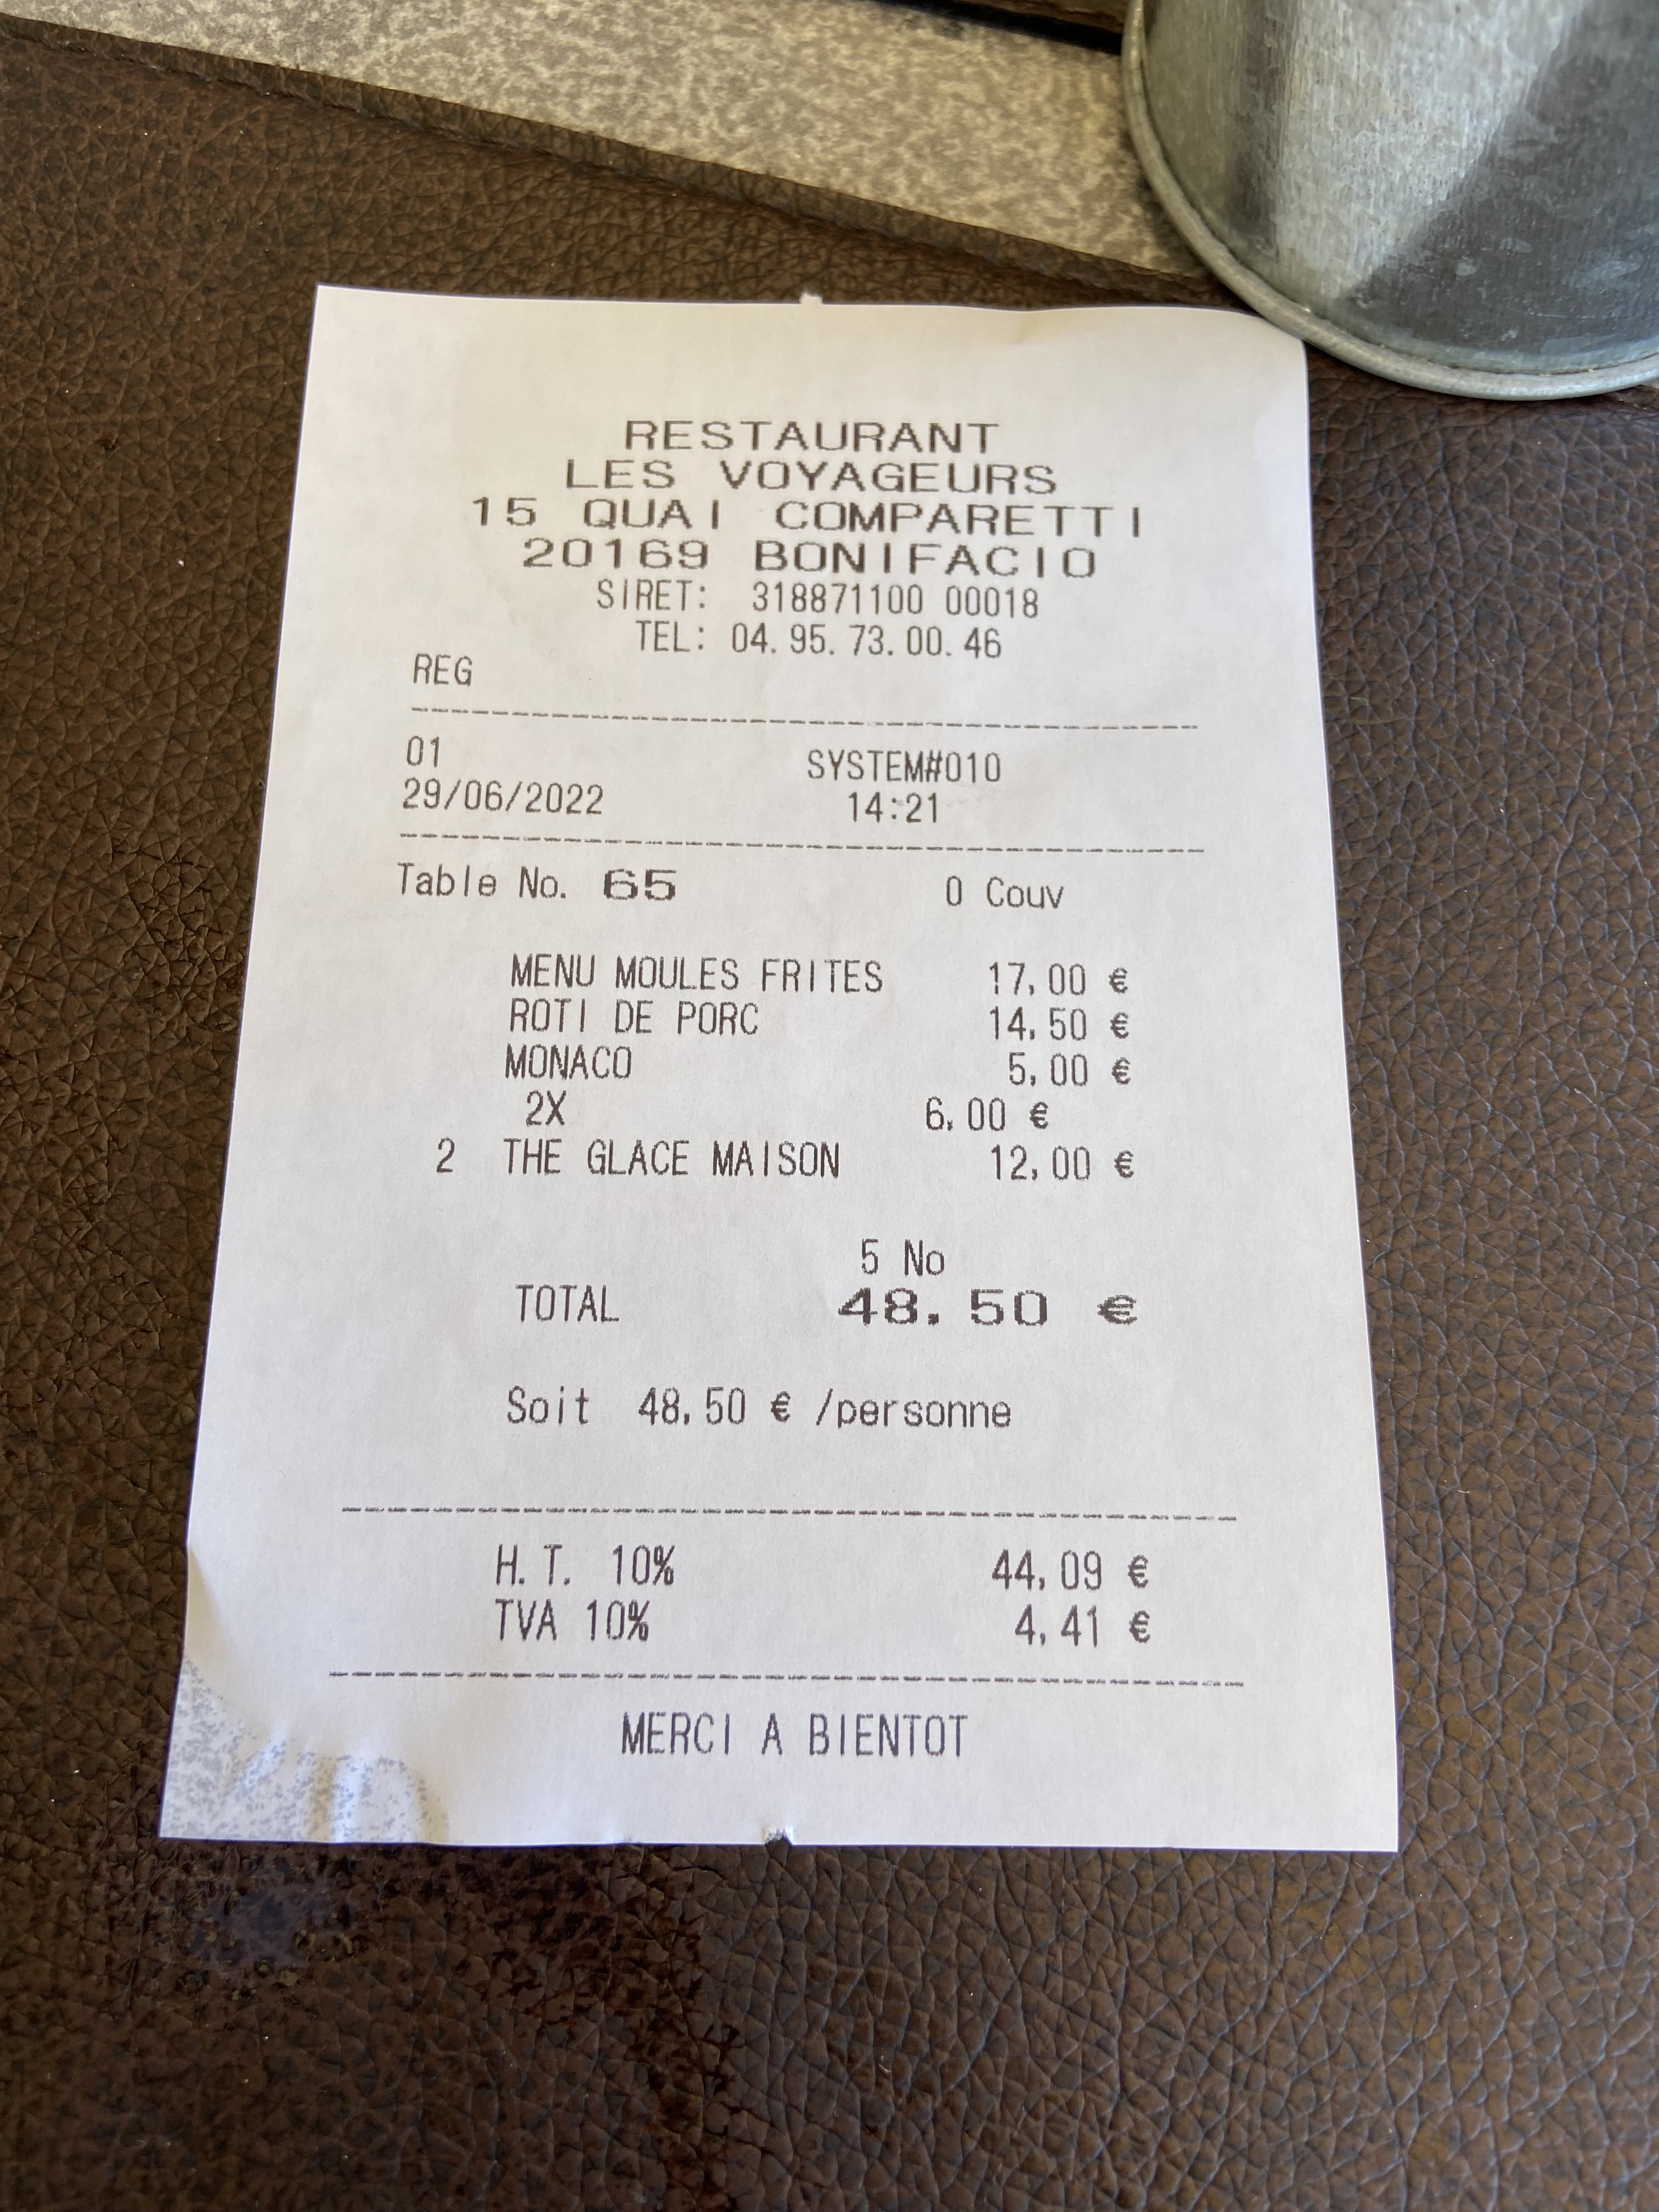 RESTAURANT
LES VOYAGEURS
15 QUAI COMPARETTI
20169 BONIFACIO
SIRET: 318871100 00018
TEL: 04.95.73.00.46
REG
01 SYSTEM#010
29/06/2022 14:21
Table No. 65 0 Couv
MENU MOULES FRITES 17,00 €
ROTI DE PORC 14,50 €
MONACO 5,00 €
2X 6,00 €
2 THE GLACE MAISON 12,00 €
5 No
TOTAL 48,50 €
Soit 48,50 € /personne
H.T. 10% 44,09 €
TVA 10% 4,41 €
MERCI A BIENTOT